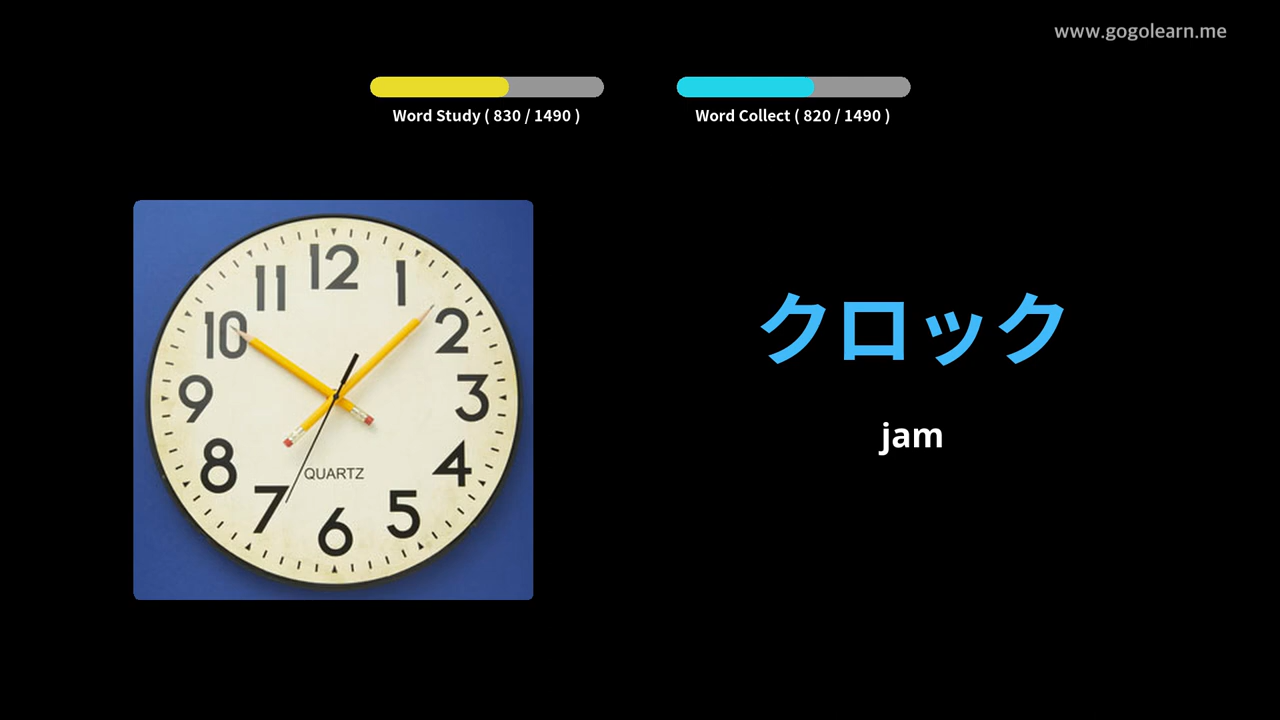 www.gogolearn.me
Word Study ( 830 / 1490 )
Word Collect ( 820 / 1490 )
12
11
1
10
2
9
3
8
4
7
5
6
QUARTZ
クロック
jam